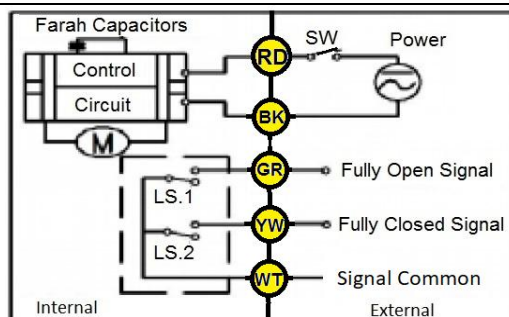 Farah Capacitors
Control
Circuit
M
RD
SW
Power
BK
GR
Fully Open Signal
LS.1
YW
Fully Closed Signal
LS.2
WT
Signal Common
Internal
External